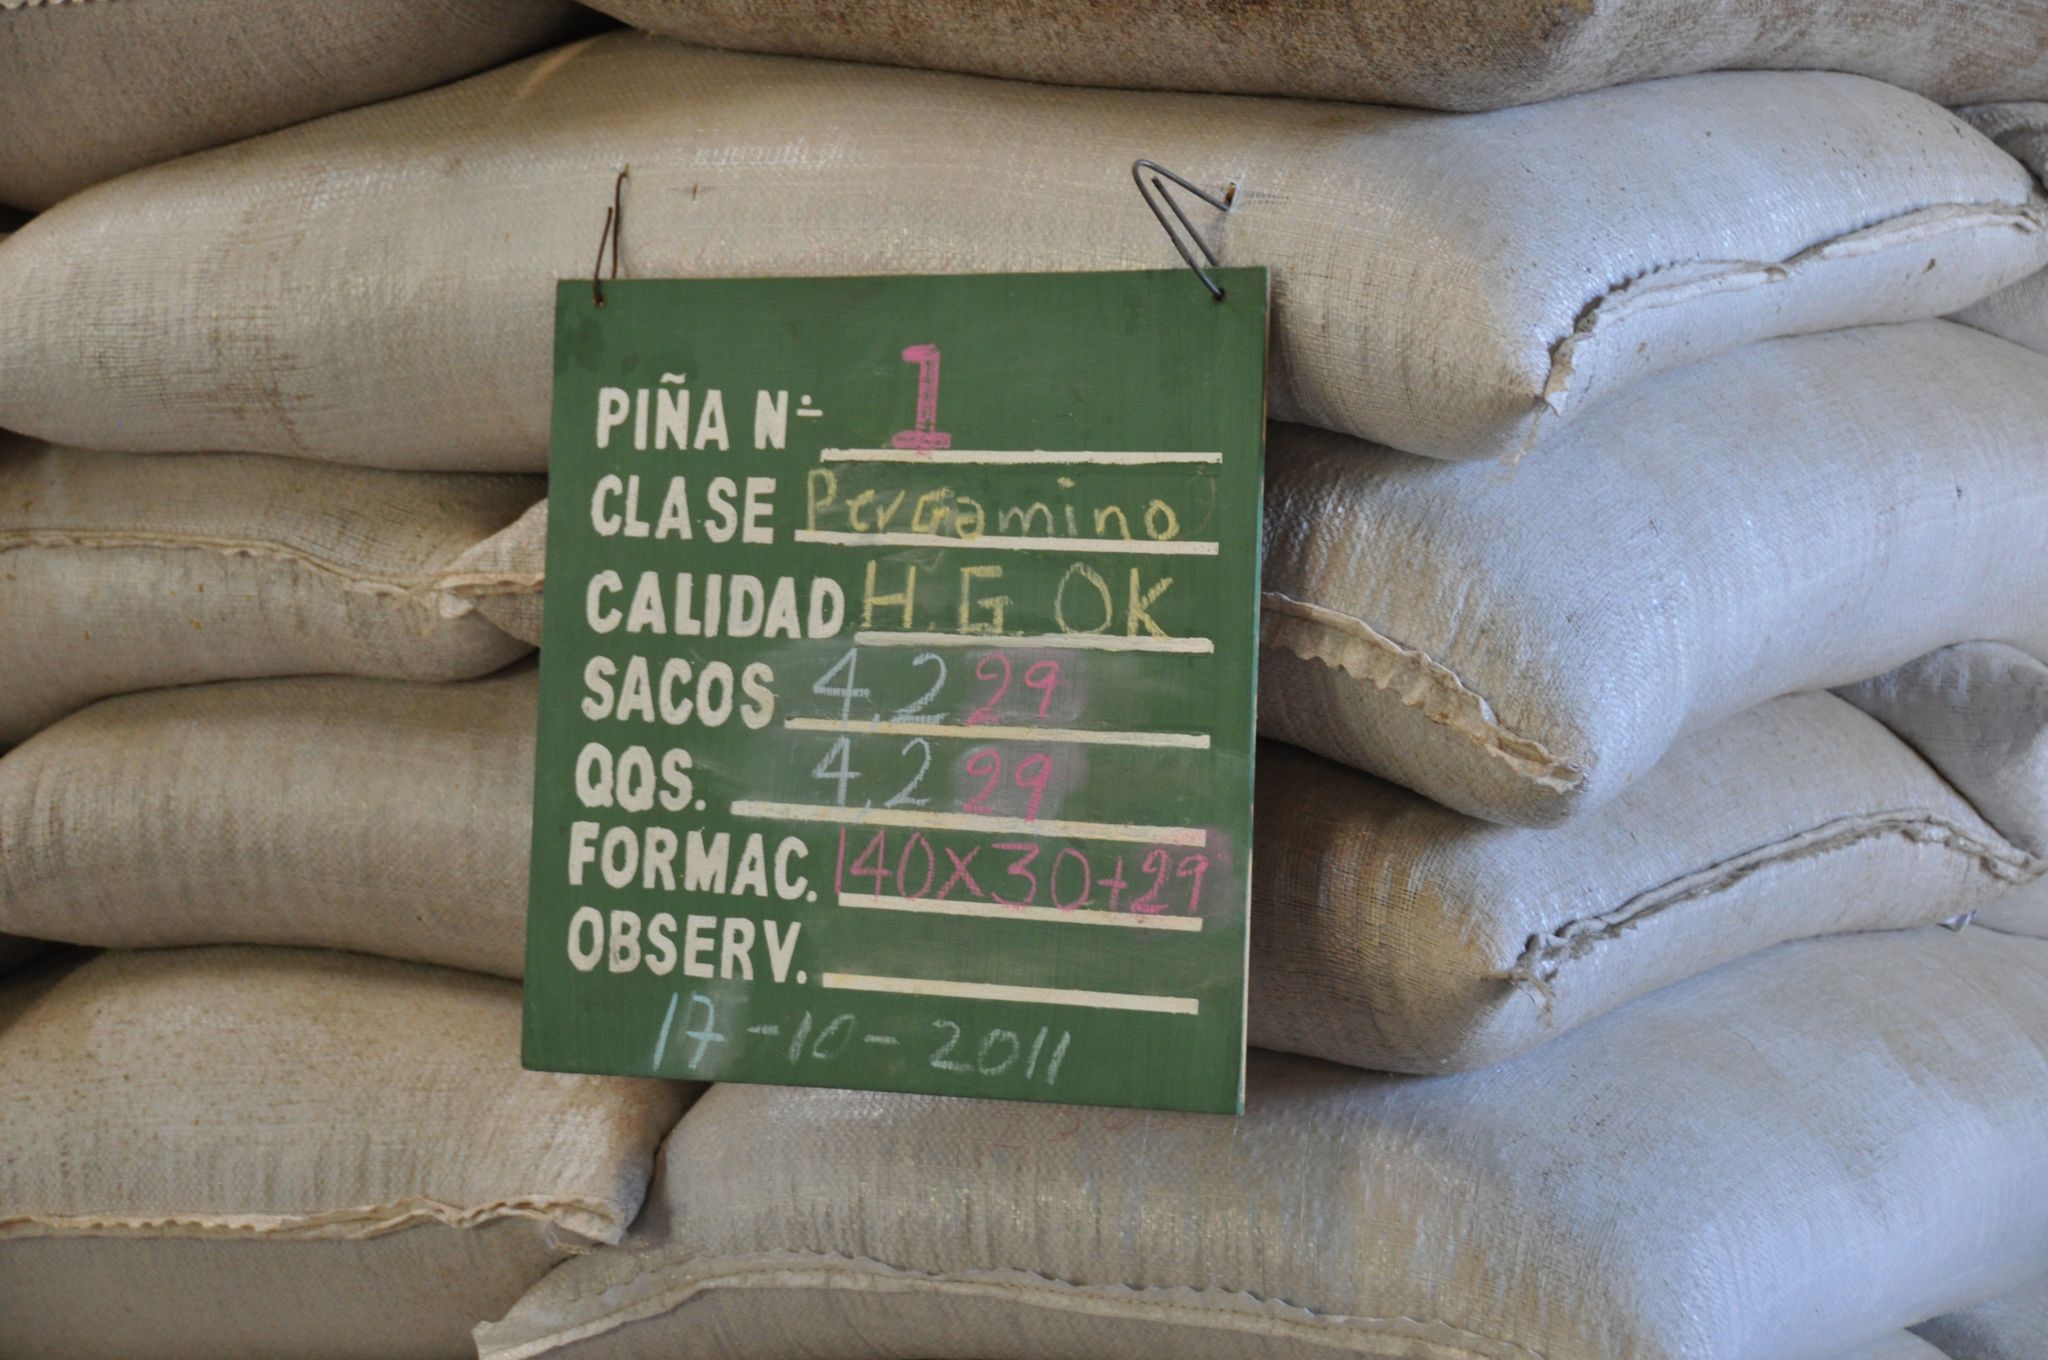 PIÑA Nº 1
CLASE Pergamino
CALIDAD H.G. OK
SACOS 4,229
QQS. 4,229
FORMAC. 140x30+29
OBSERV.
17-10-2011